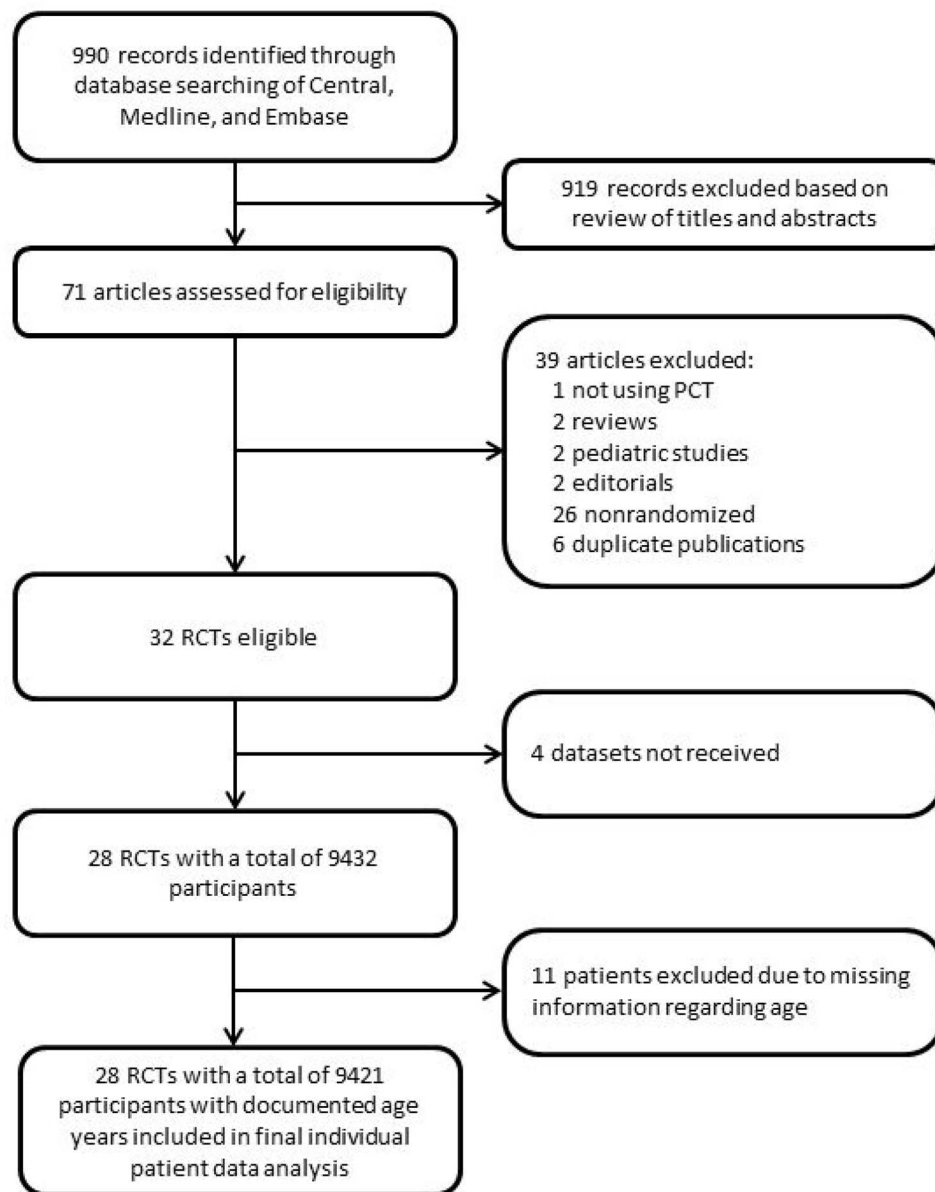 990 records identified through
database searching of Central,
Medline, and Embase
919 records excluded based on
review of titles and abstracts
71 articles assessed for eligibility
39 articles excluded:
1 not using PCT
2 reviews
2 pediatric studies
2 editorials
26 nonrandomized
6 duplicate publications
32 RCTs eligible
4 datasets not received
28 RCTs with a total of 9432
participants
11 patients excluded due to missing
information regarding age
28 RCTs with a total of 9421
participants with documented age
years included in final individual
patient data analysis